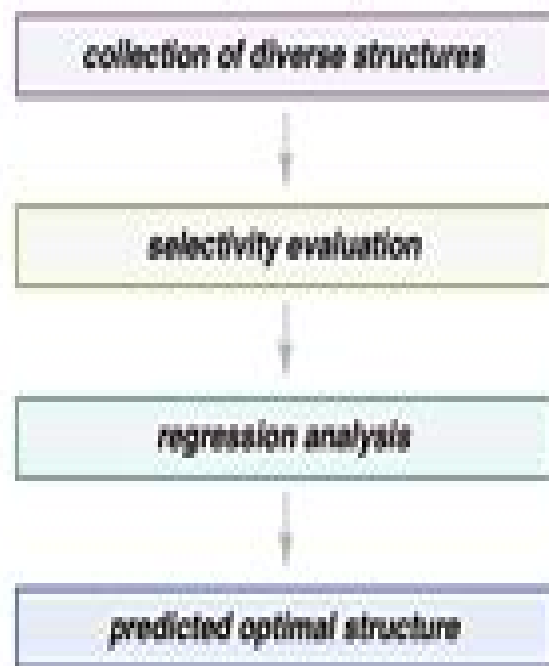 collection of diverse structures
selectivity evaluation
regression analysis
predicted optimal structure